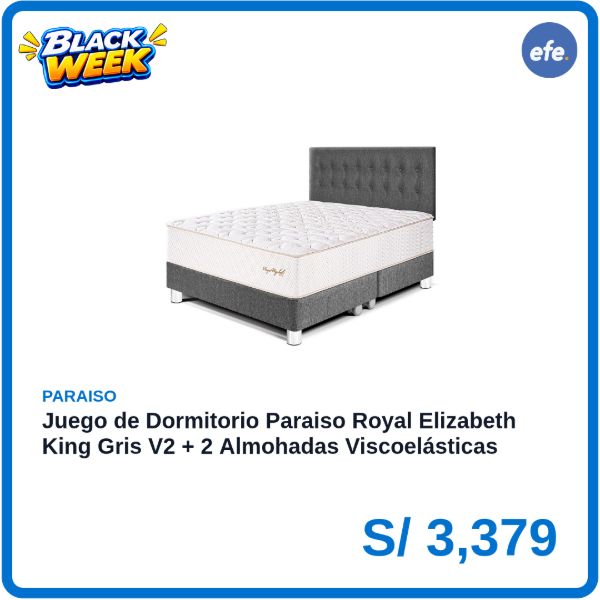 BLACK
WEEK
efe.
PARAISO
Juego de Dormitorio Paraiso Royal Elizabeth
King Gris V2 + 2 Almohadas Viscoelásticas
S/ 3,379